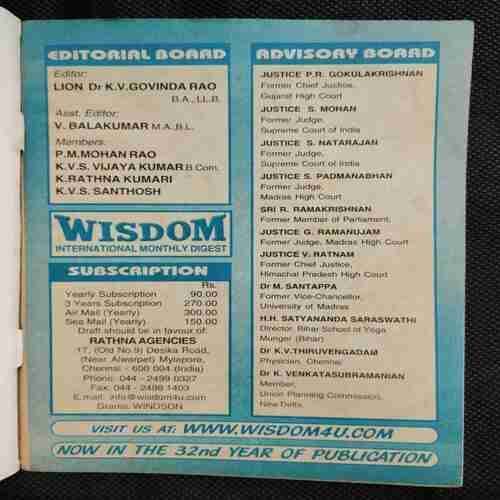 EDITORIAL BOARD
Editor:
LION Dr K.V.GOVINDA RAO
B.A., LL.B.
Asst. Editor:
V. BALAKUMAR M.A.,B.L.
Members:
P.M.MOHAN RAO
K.V.S. VIJAYA KUMAR B.Com.
K.RATHNA KUMARI
K.V.S. SANTHOSH
WISDOM
INTERNATIONAL MONTHLY DIGEST
SUBSCRIPTION
Rs.
Yearly Subscription 90.00
3 Years Subscription 270.00
Air Mail (Yearly) 300.00
Sea Mail (Yearly) 150.00
Draft should be in favour of:
RATHNA AGENCIES
17, (Old No.9) Desika Road,
(Near. Alwarpet) Mylapore,
Chennai - 600 004 (India)
Phone: 044 - 2499 0327
Fax: 044 - 2498 1403
E.mail: info@wisdom4u.com
Grams: WINDSON
ADVISORY BOARD
JUSTICE P.R. GOKULAKRISHNAN
Former Chief Justice,
Gujarat High Court
JUSTICE S. MOHAN
Former Judge,
Supreme Court of India
JUSTICE S. NATARAJAN
Former Judge,
Supreme Court of India
JUSTICE S. PADMANABHAN
Former Judge,
Madras High Court
SRI R. RAMAKRISHNAN
Former Member of Parliament,
JUSTICE G. RAMANUJAM
Former Judge, Madras High Court
JUSTICE V. RATNAM
Former Chief Justice,
Himachal Pradesh High Court
Dr M. SANTAPPA
Former Vice-Chancellor,
University of Madras
H.H. SATYANANDA SARASWATHI
Director, Bihar School of Yoga
Munger (Bihar)
Dr K.V.THIRUVENGADAM
Physician, Chennai
Dr K. VENKATASUBRAMANIAN
Member,
Union Planning Commission,
New Delhi.
VISIT US AT: WWW.WISDOM4U.COM
NOW IN THE 32nd YEAR OF PUBLICATION